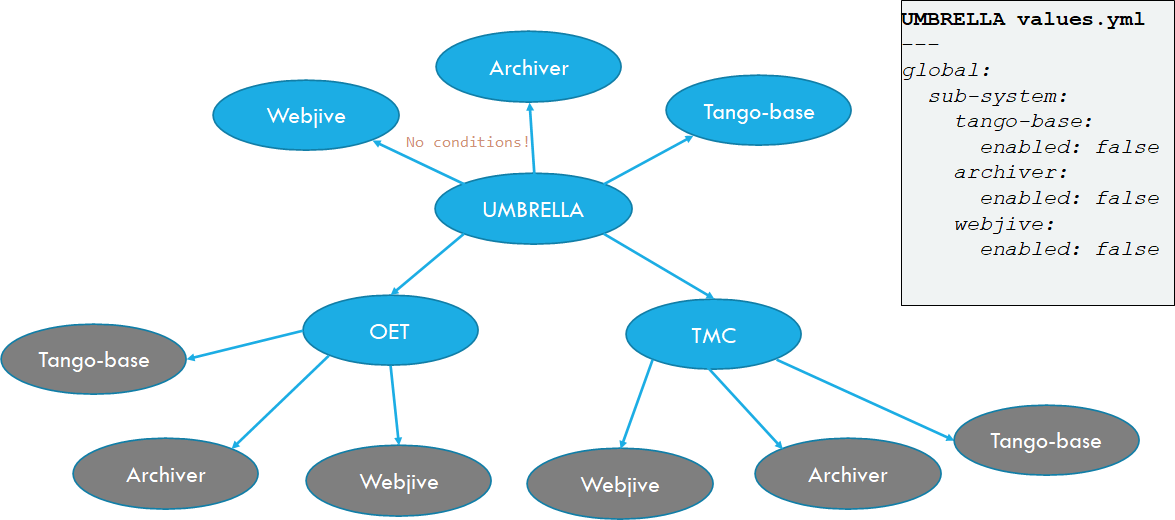 UMBRELLA values.yml
---
global:
sub-system:
tango-base:
enabled: false
archiver:
enabled: false
webjive:
enabled: false
Archiver
Webjive
Tango-base
No conditions!
UMBRELLA
OET
TMC
Tango-base
Archiver
Webjive
Webjive
Archiver
Tango-base